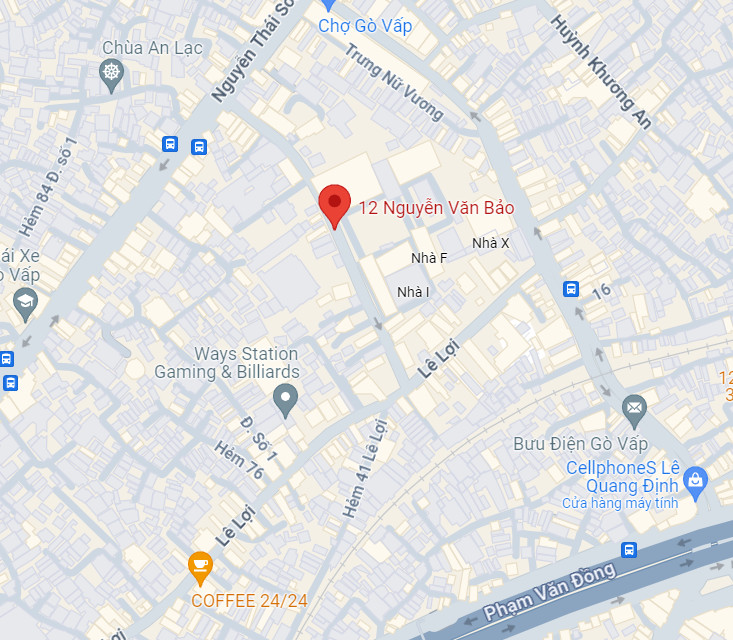 Chợ Gò Vấp
Nguyễn Thái Sơ
Chùa An Lạc
Trưng Nữ Vương
Huỳnh Khương An
Hẻm 84 Đ. số 1
12 Nguyễn Văn Bảo
Nhà X
Nhà F
Nhà I
ái Xe
ò Vấp
16
Lê Lợi
Ways Station
Gaming & Billiards
12
3
Đ. Số 1
Hẻm 76
Hẻm 41 Lê Lợi
Bưu Điện Gò Vấp
CellphoneS Lê
Quang Định
Cửa hàng máy tính
Lê Lợi
Phạm Văn Đồng
COFFEE 24/24
ợi